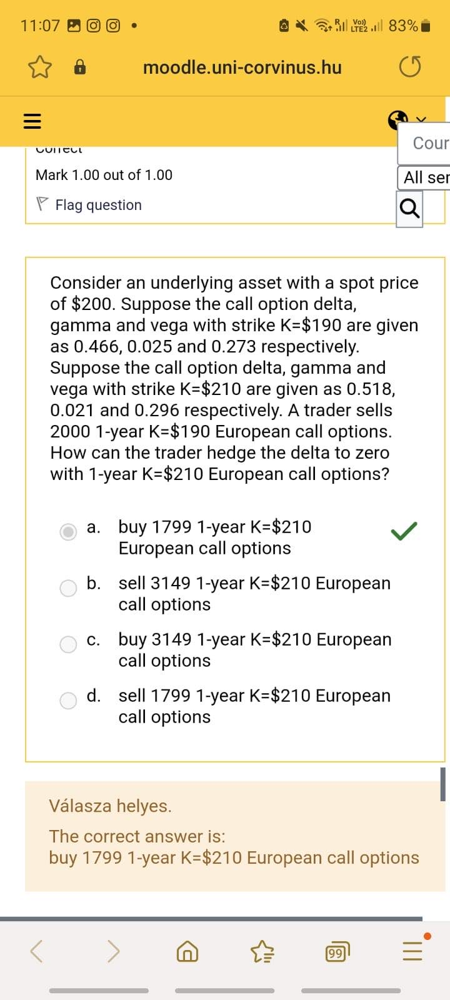 11:07
R
Vo))
LTE2
83%
moodle.uni-corvinus.hu
Cour
Correct
Mark 1.00 out of 1.00
All ser
Flag question
Consider an underlying asset with a spot price
of $200. Suppose the call option delta,
gamma and vega with strike K=$190 are given
as 0.466, 0.025 and 0.273 respectively.
Suppose the call option delta, gamma and
vega with strike K=$210 are given as 0.518,
0.021 and 0.296 respectively. A trader sells
2000 1-year K=$190 European call options.
How can the trader hedge the delta to zero
with 1-year K=$210 European call options?
a. buy 1799 1-year K=$210
European call options
b. sell 3149 1-year K=$210 European
call options
c. buy 3149 1-year K=$210 European
call options
d. sell 1799 1-year K=$210 European
call options
Válasza helyes.
The correct answer is:
buy 1799 1-year K=$210 European call options
99